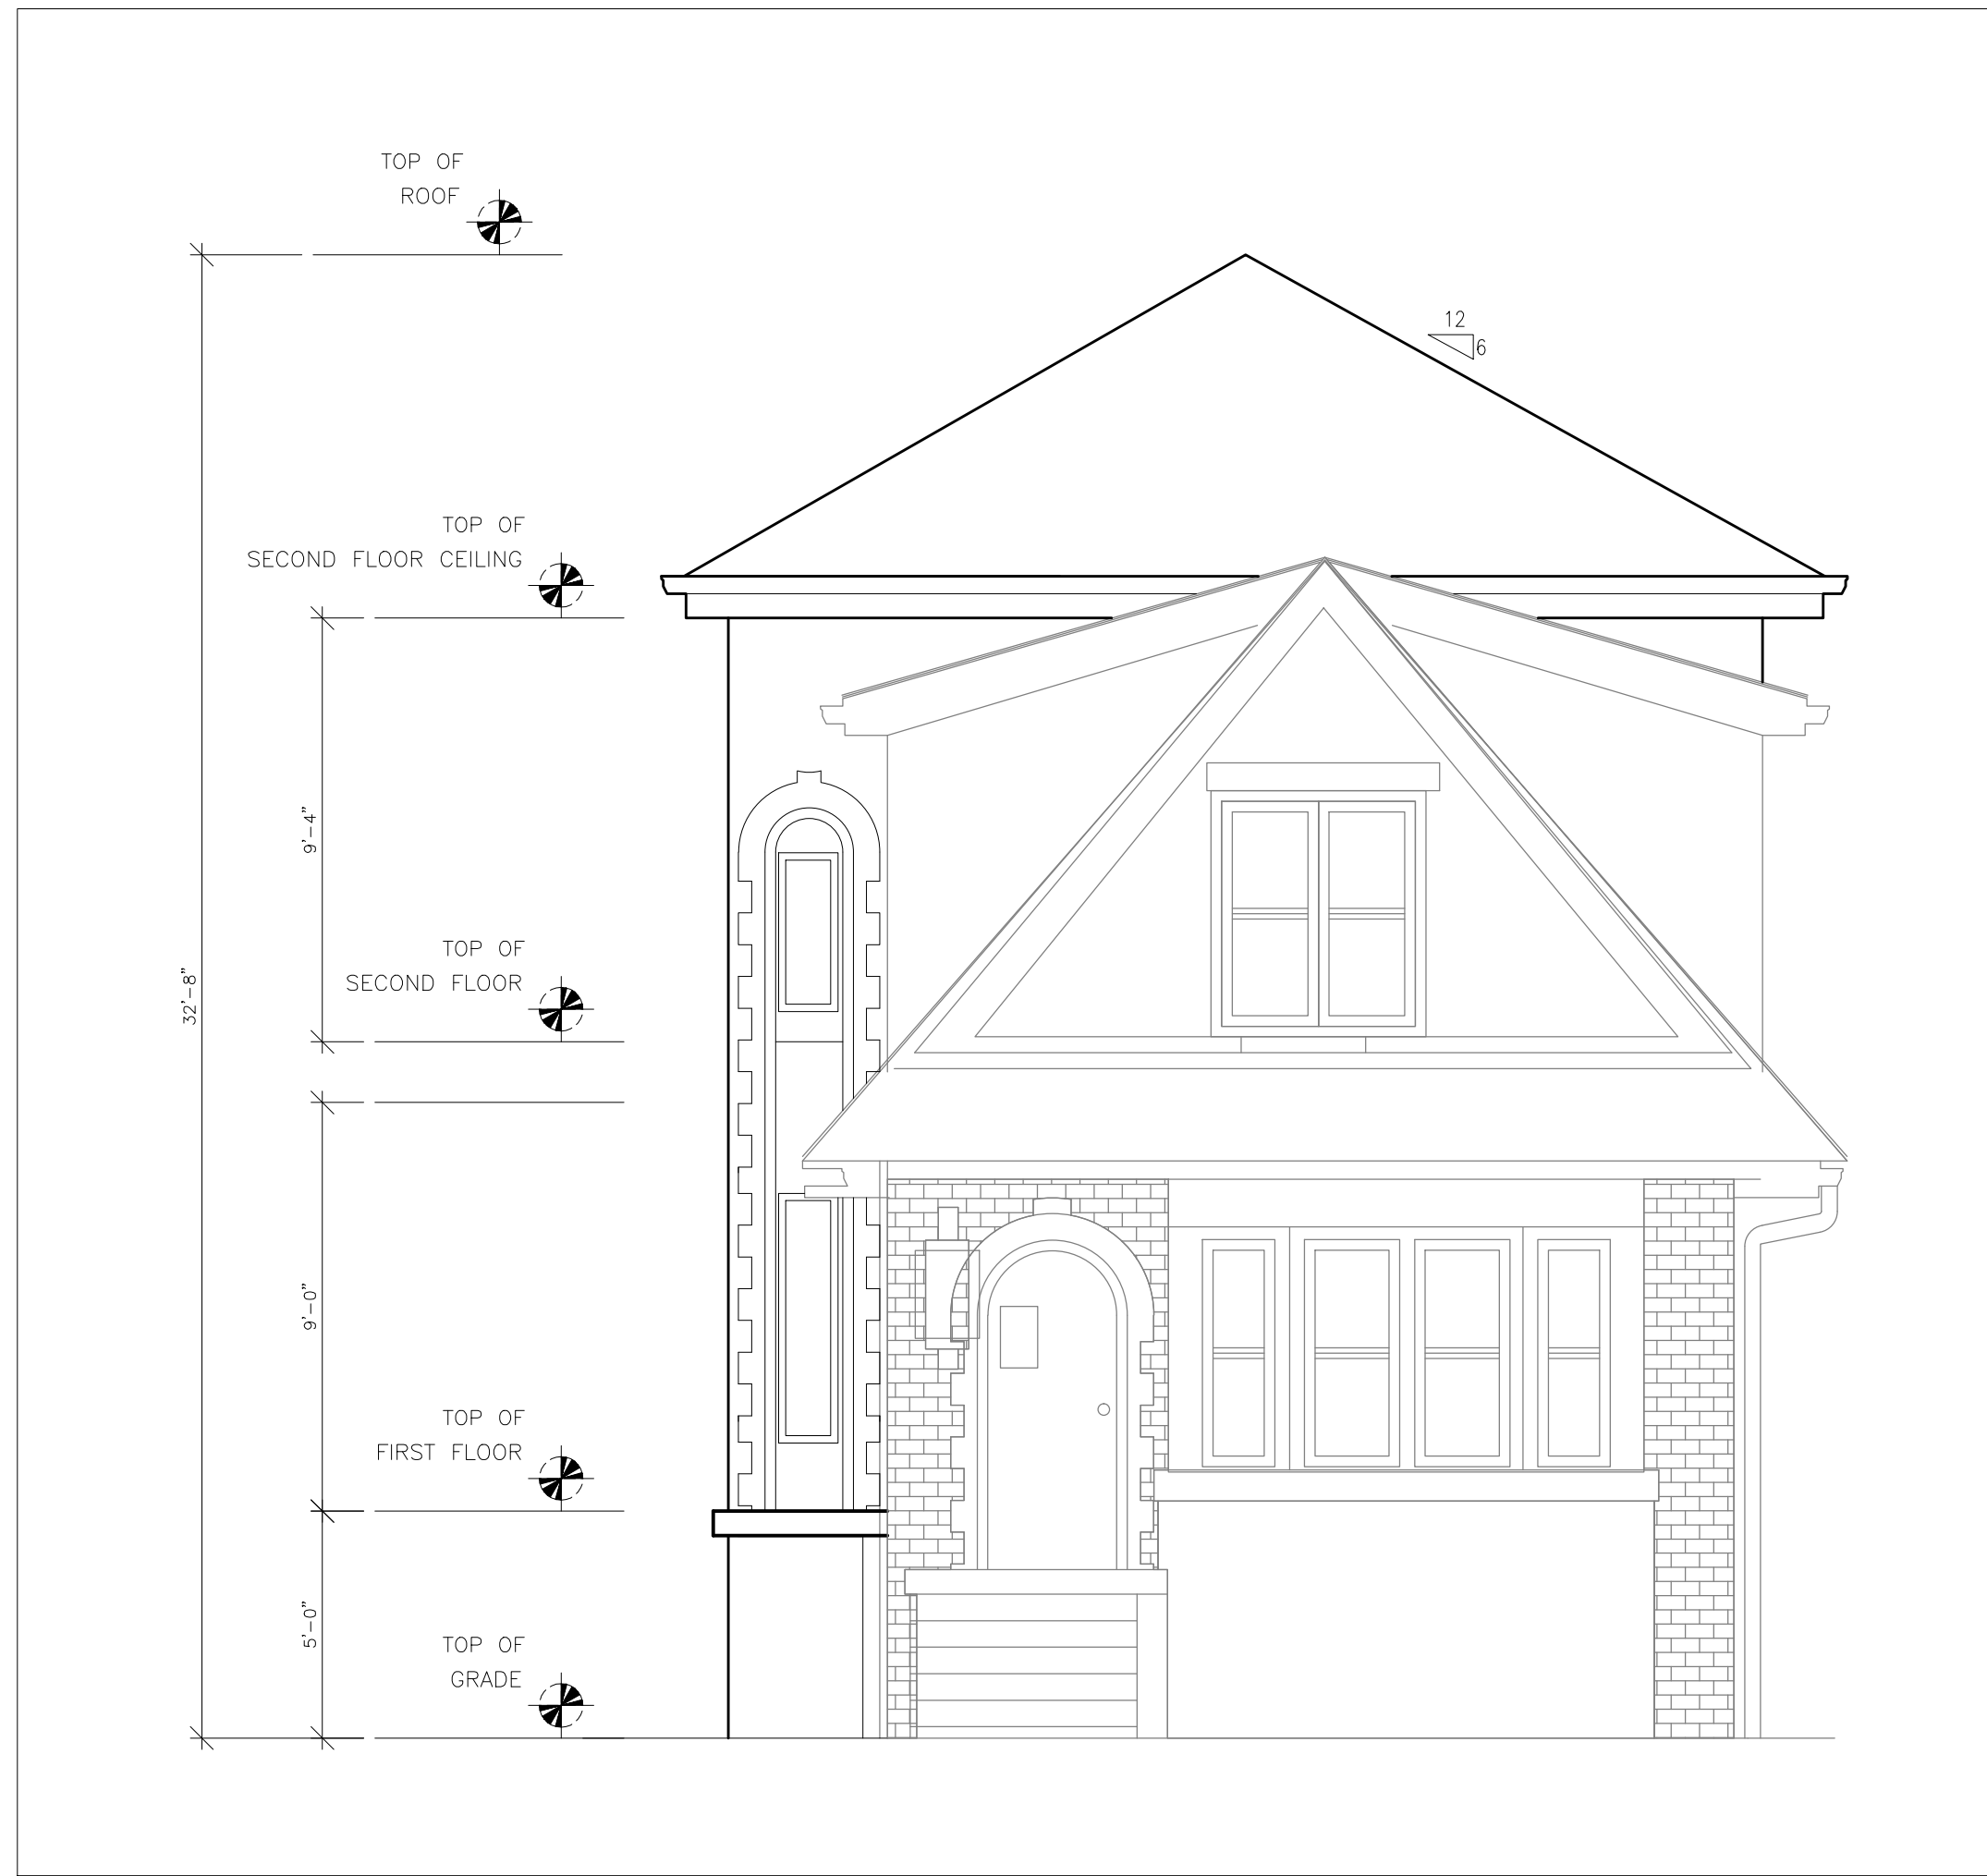 TOP OF
ROOF
12
6
TOP OF
SECOND FLOOR CEILING
9'-4"
TOP OF
SECOND FLOOR
32'-8"
9'-0"
TOP OF
FIRST FLOOR
5'-0"
TOP OF
GRADE